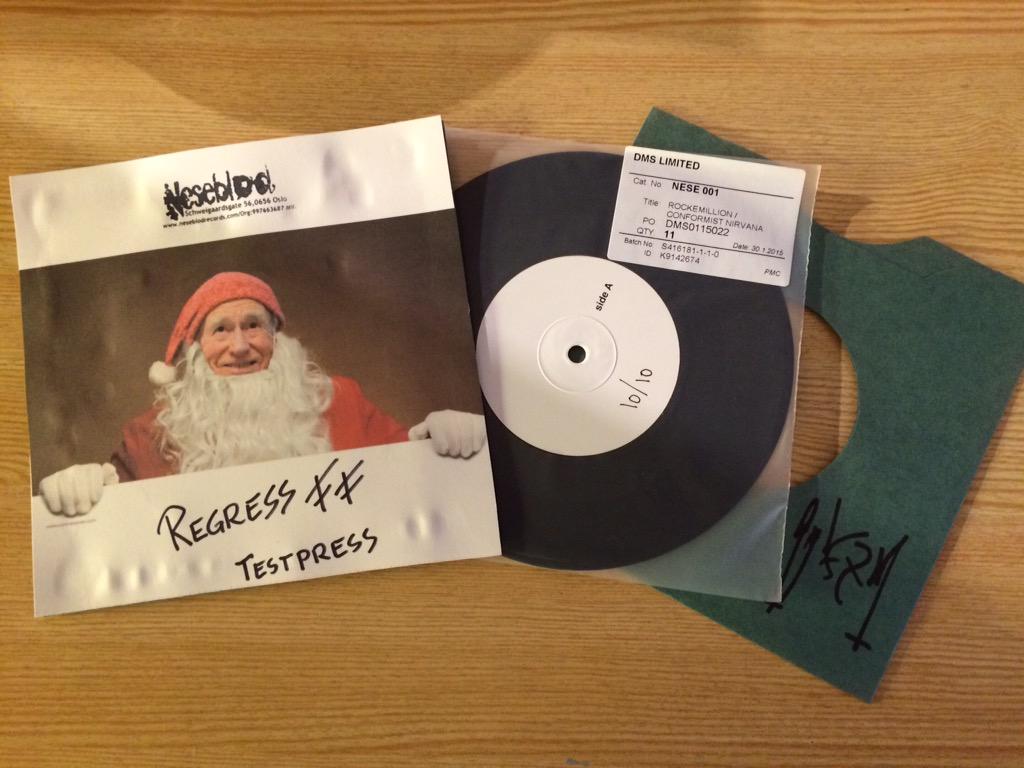 Neseblod
Schweigaardsgate 56,0656 Oslo
www.neseblodrecords.com/Org:997663687 MV.
REGRESS ##
TESTPRESS
DMS LIMITED
Cat. No NESE 001
Title: ROCKEMILLION /
CONFORMIST NIRVANA
PO DMS0115022
QTY 11
Batch No: S416181-1-1-0 Date: 30.1.2015
ID K9142674
PMC
side A
10/10